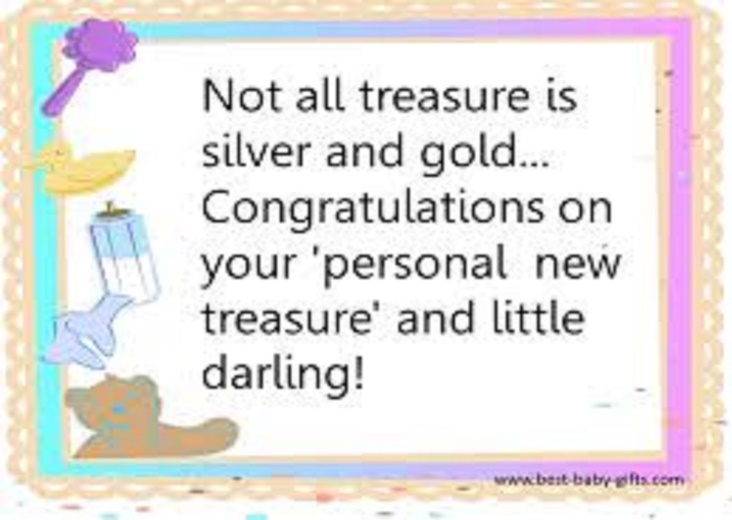 Not all treasure is
silver and gold...
Congratulations on
your 'personal  new
treasure' and little
darling!
www.best-baby-gifts.com